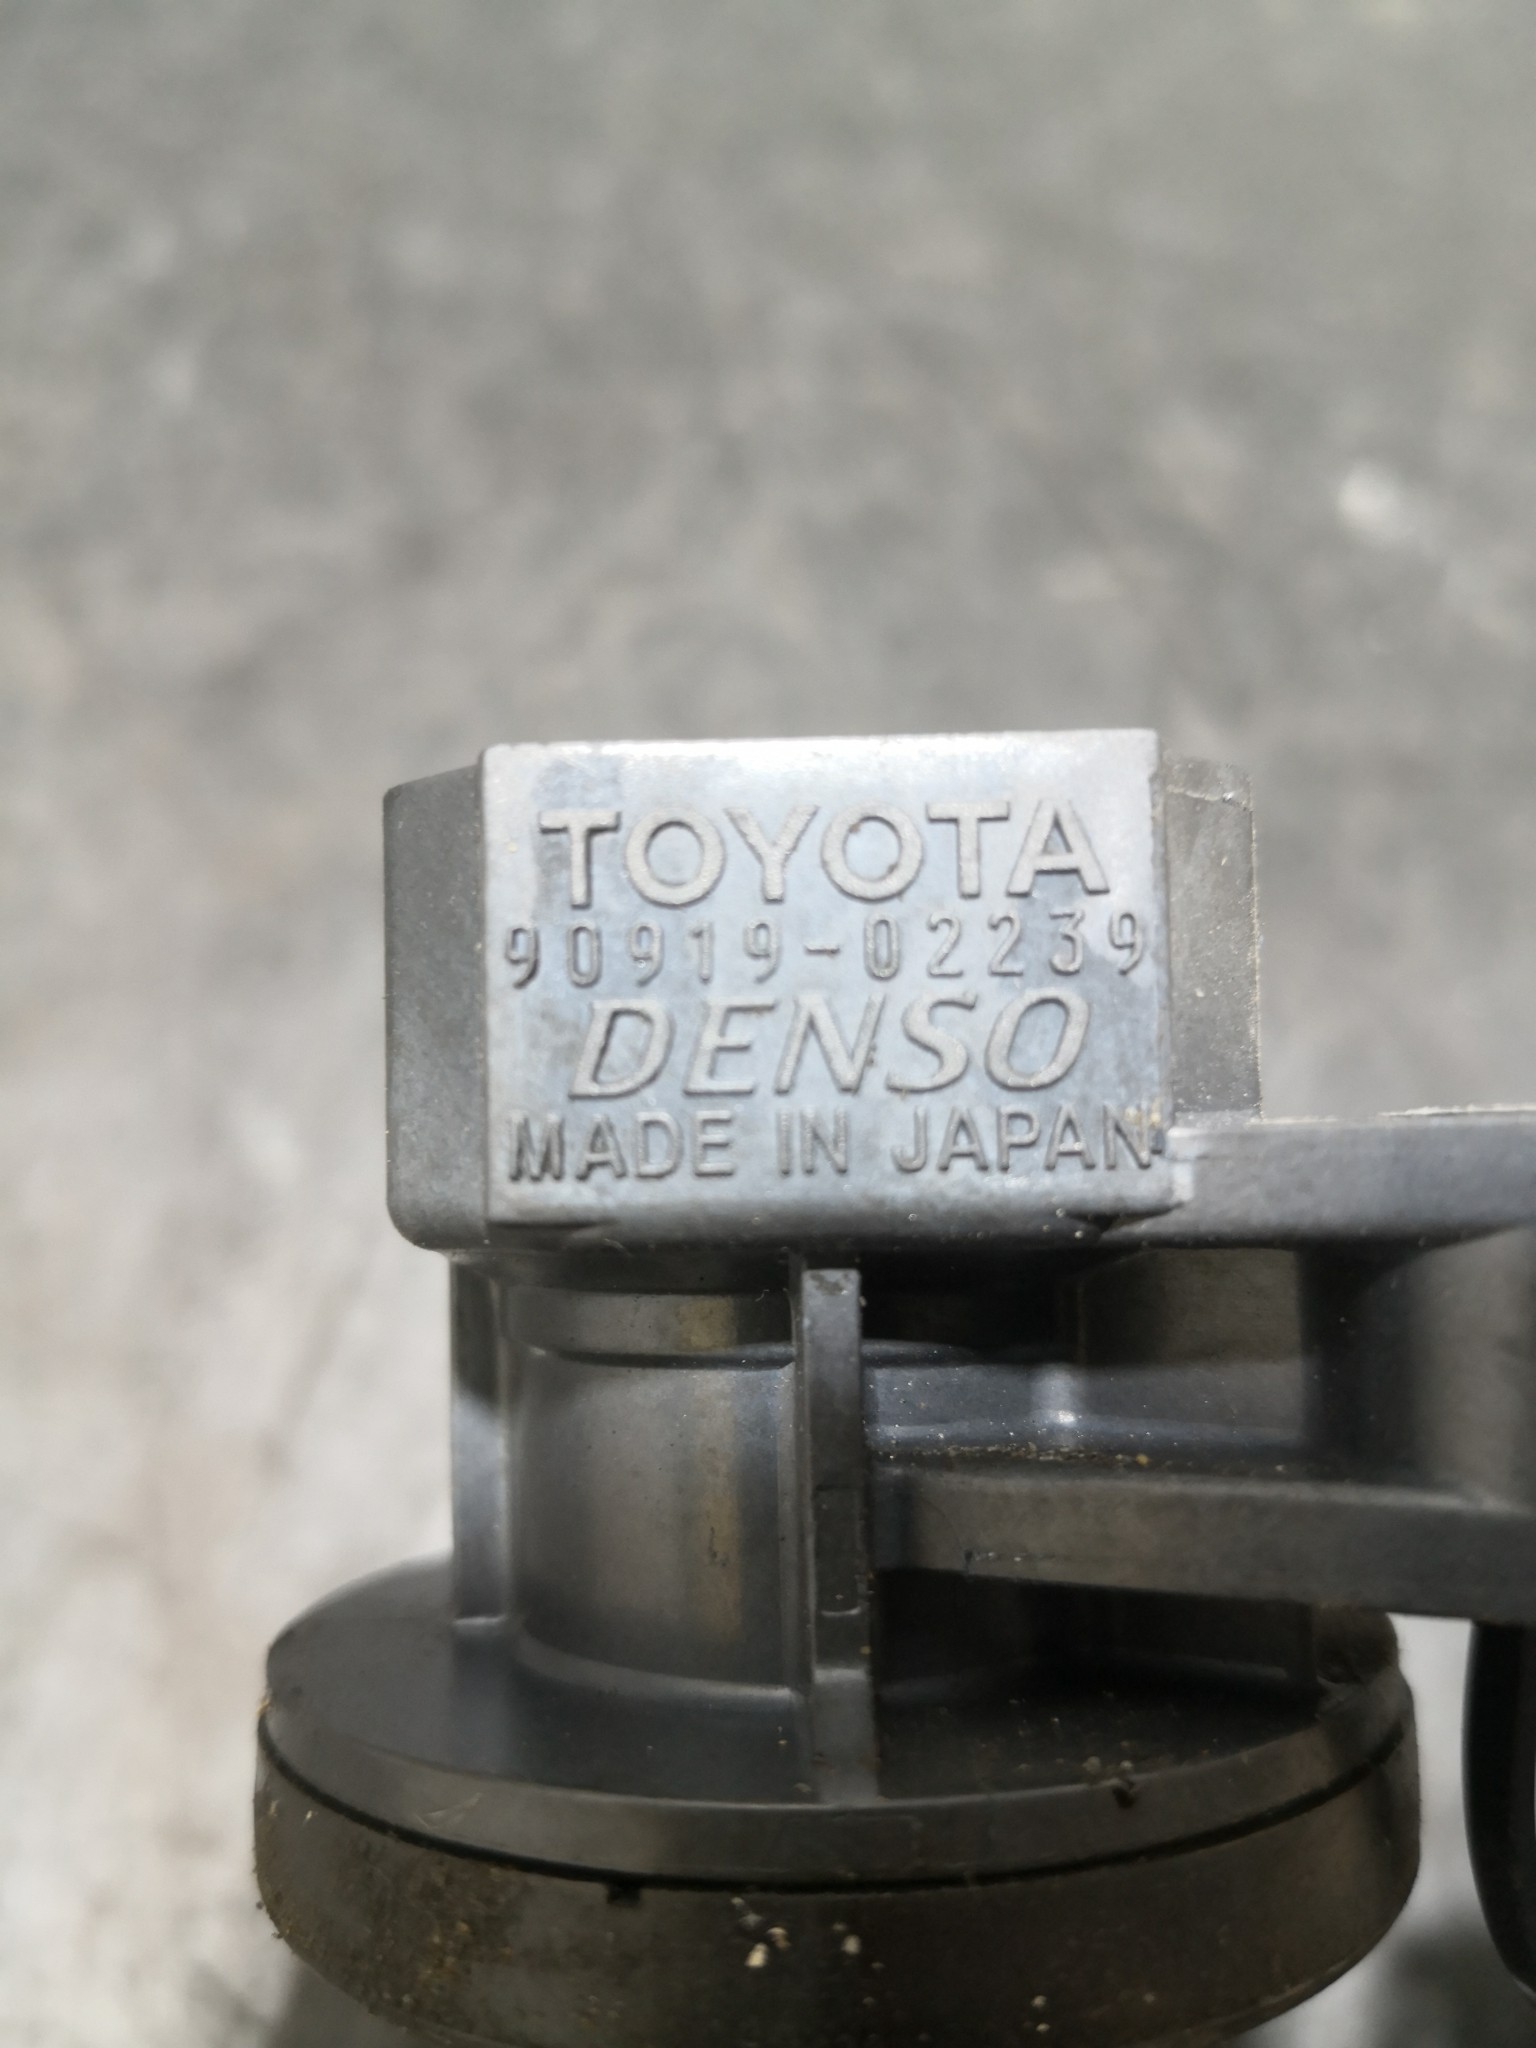 TOYOTA
90919-02239
DENSO
MADE IN JAPAN